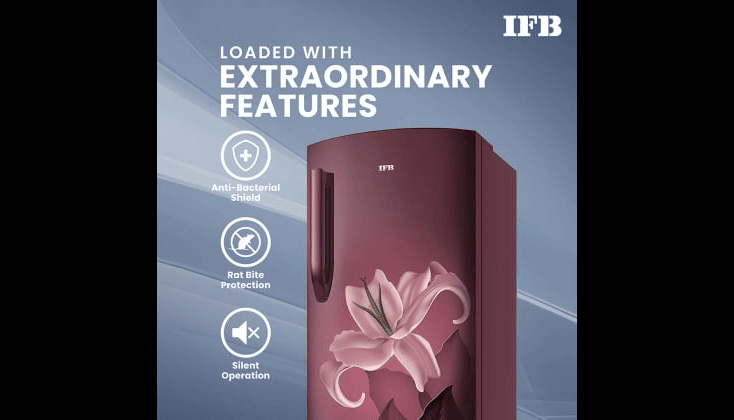 IFB
LOADED WITH
EXTRAORDINARY
FEATURES
IFB
Anti-Bacterial
Shield
Rat Bite
Protection
Silent
Operation